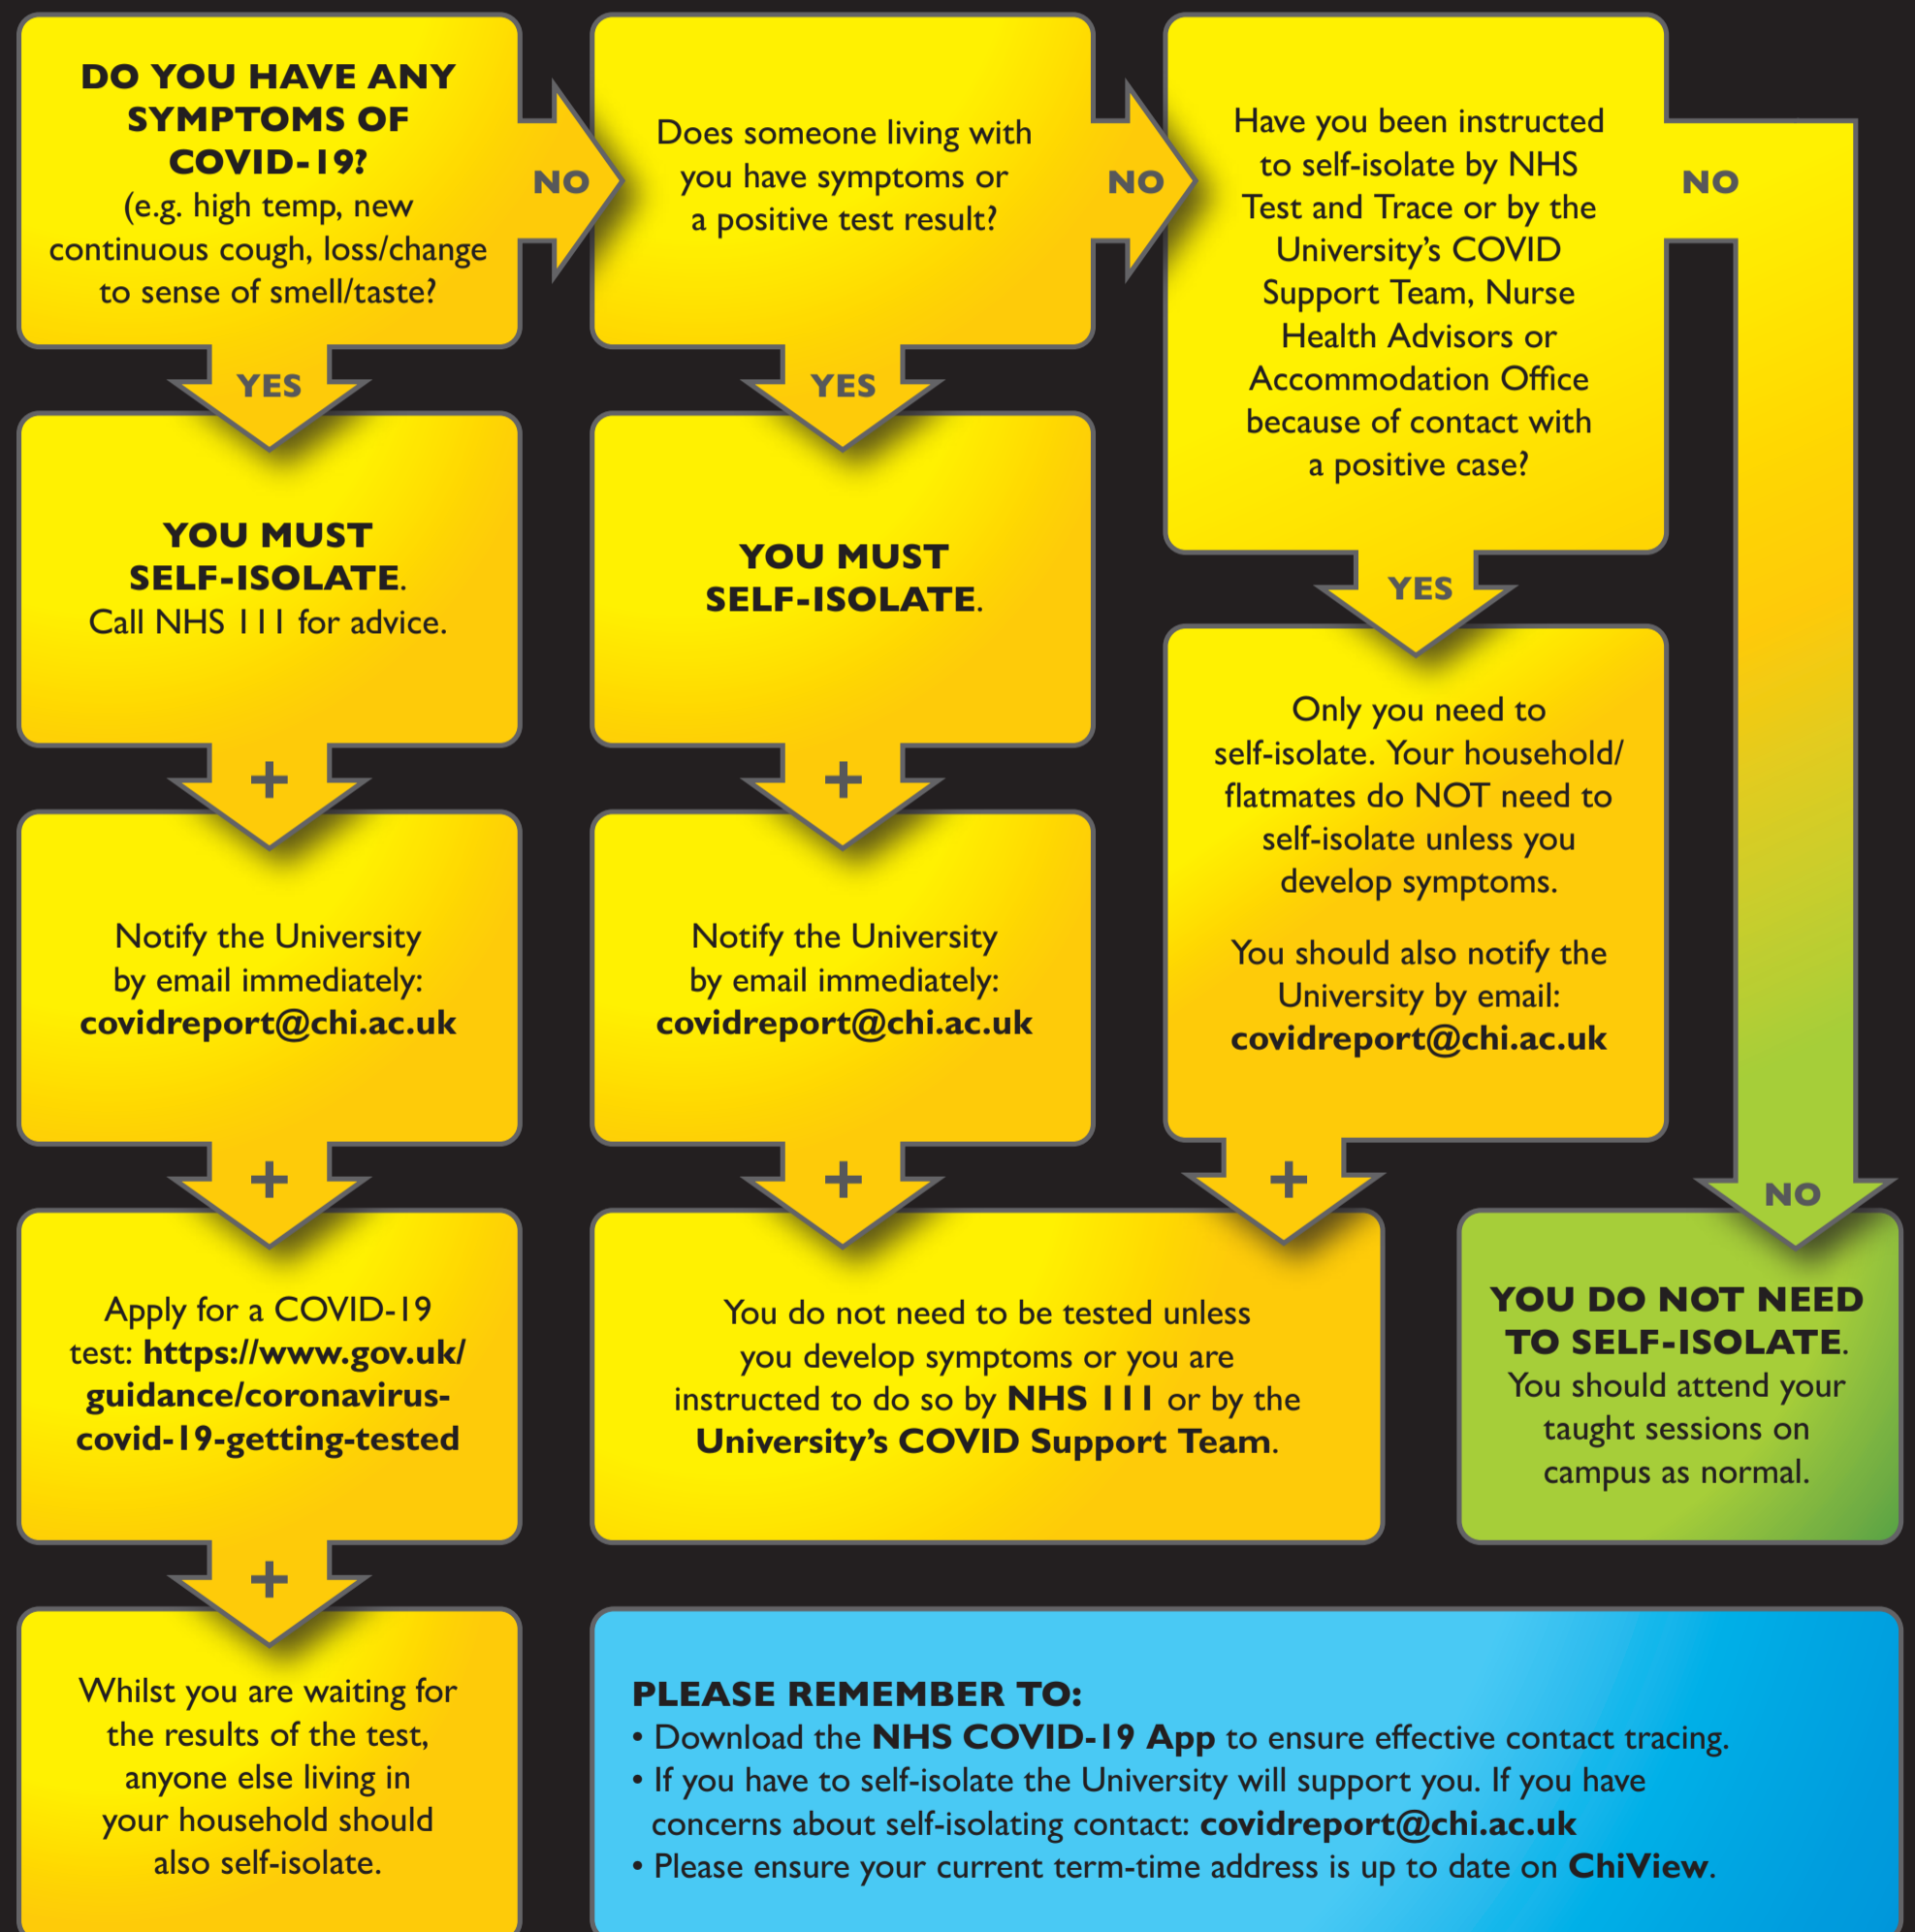 DO YOU HAVE ANY
SYMPTOMS OF
COVID-19?
(e.g. high temp, new
continuous cough, loss/change
to sense of smell/taste?
NO
Does someone living with
you have symptoms or
a positive test result?
NO
Have you been instructed
to self-isolate by NHS
Test and Trace or by the
University’s COVID
Support Team, Nurse
Health Advisors or
Accommodation Office
because of contact with
a positive case?
NO
YES
YES
YES
YOU MUST
SELF-ISOLATE.
Call NHS 111 for advice.
YOU MUST
SELF-ISOLATE.
Only you need to
self-isolate. Your household/
flatmates do NOT need to
self-isolate unless you
develop symptoms.
You should also notify the
University by email:
covidreport@chi.ac.uk
+
+
Notify the University
by email immediately:
covidreport@chi.ac.uk
Notify the University
by email immediately:
covidreport@chi.ac.uk
+
+
+
NO
Apply for a COVID-19
test: https://www.gov.uk/
guidance/coronavirus-
covid-19-getting-tested
You do not need to be tested unless
you develop symptoms or you are
instructed to do so by NHS 111 or by the
University’s COVID Support Team.
YOU DO NOT NEED
TO SELF-ISOLATE.
You should attend your
taught sessions on
campus as normal.
+
Whilst you are waiting for
the results of the test,
anyone else living in
your household should
also self-isolate.
PLEASE REMEMBER TO:
• Download the NHS COVID-19 App to ensure effective contact tracing.
• If you have to self-isolate the University will support you. If you have
concerns about self-isolating contact: covidreport@chi.ac.uk
• Please ensure your current term-time address is up to date on ChiView.